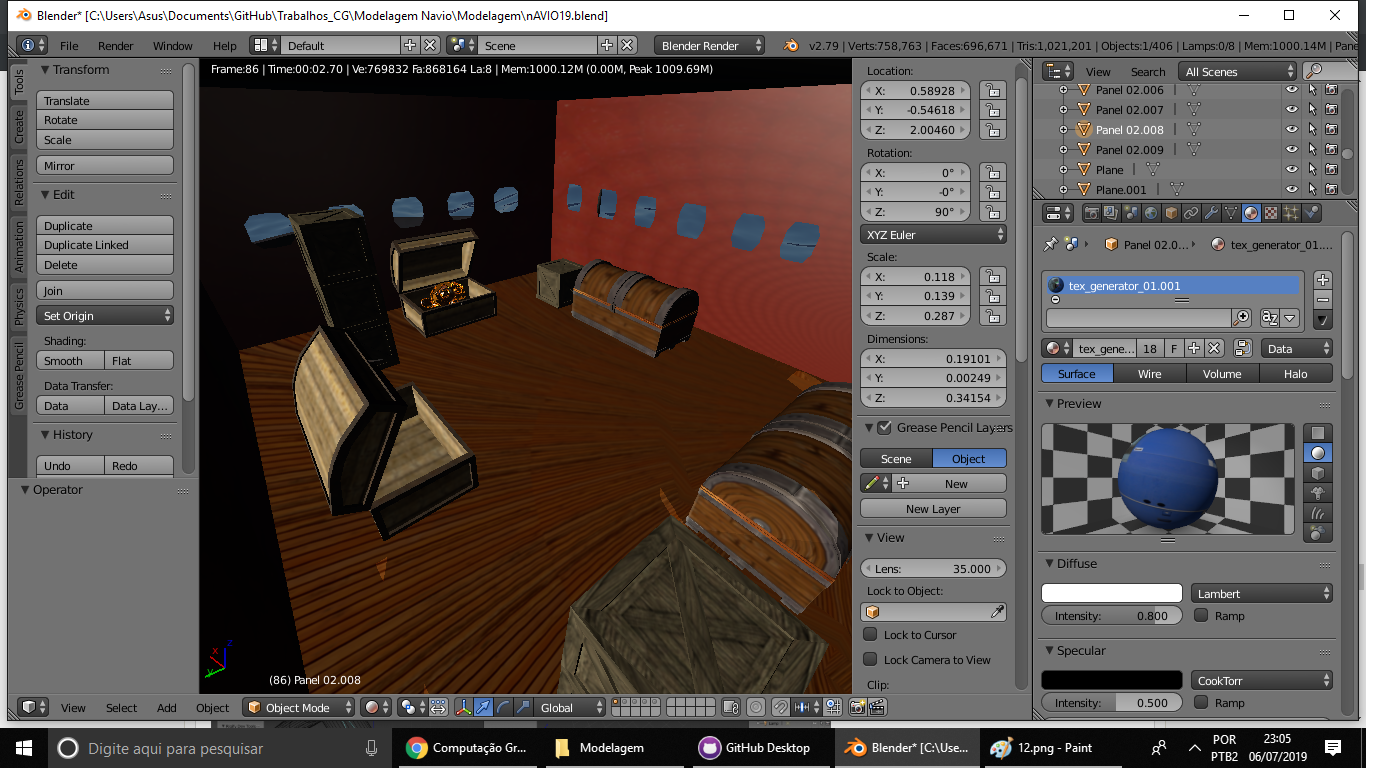 Blender* [C:\Users\Asus\Documents\GitHub\Trabalhos_CG\Modelagem Navio\Modelagem\nAVIO19.blend]
File Render Window Help Default Scene Blender Render v2.79 | Verts:758,763 | Faces:696,671 | Tris:1,021,201 | Objects:1/406 | Lamps:0/8 | Mem:1000.14M | Pane
Frame:86 | Time:00:02.70 | Ve:769832 Fa:868164 La:8 | Mem:1000.12M (0.00M, Peak 1009.69M)
Tools
Create
Relations
Animation
Physics
Grease Pencil
Transform
Translate
Rotate
Scale
Mirror
Edit
Duplicate
Duplicate Linked
Delete
Join
Set Origin
Shading:
Smooth Flat
Data Transfer:
Data Data Lay...
History
Undo Redo
Operator
z
x
y
(86) Panel 02.008
Location:
X: 0.58928
Y: -0.54618
Z: 2.00460
Rotation:
X: 0°
Y: -0°
Z: 90°
XYZ Euler
Scale:
X: 0.118
Y: 0.139
Z: 0.287
Dimensions:
X: 0.19101
Y: 0.00249
Z: 0.34154
Grease Pencil Layers
Scene Object
New
New Layer
View
Lens: 35.000
Lock to Object:
Lock to Cursor
Lock Camera to View
Clip:
View Search All Scenes
Panel 02.006
Panel 02.007
Panel 02.008
Panel 02.009
Plane
Plane.001
Panel 02.0... tex_generator_01....
tex_generator_01.001
tex_gene... 18 F Data
Surface Wire Volume Halo
Preview
Diffuse
Lambert
Intensity: 0.800 Ramp
Specular
CookTorr
Intensity: 0.500 Ramp
View Select Add Object Object Mode Global
Digite aqui para pesquisar Computação Gr... Modelagem GitHub Desktop Blender* [C:\Use... 12.png - Paint
POR
PTB2
23:05
06/07/2019